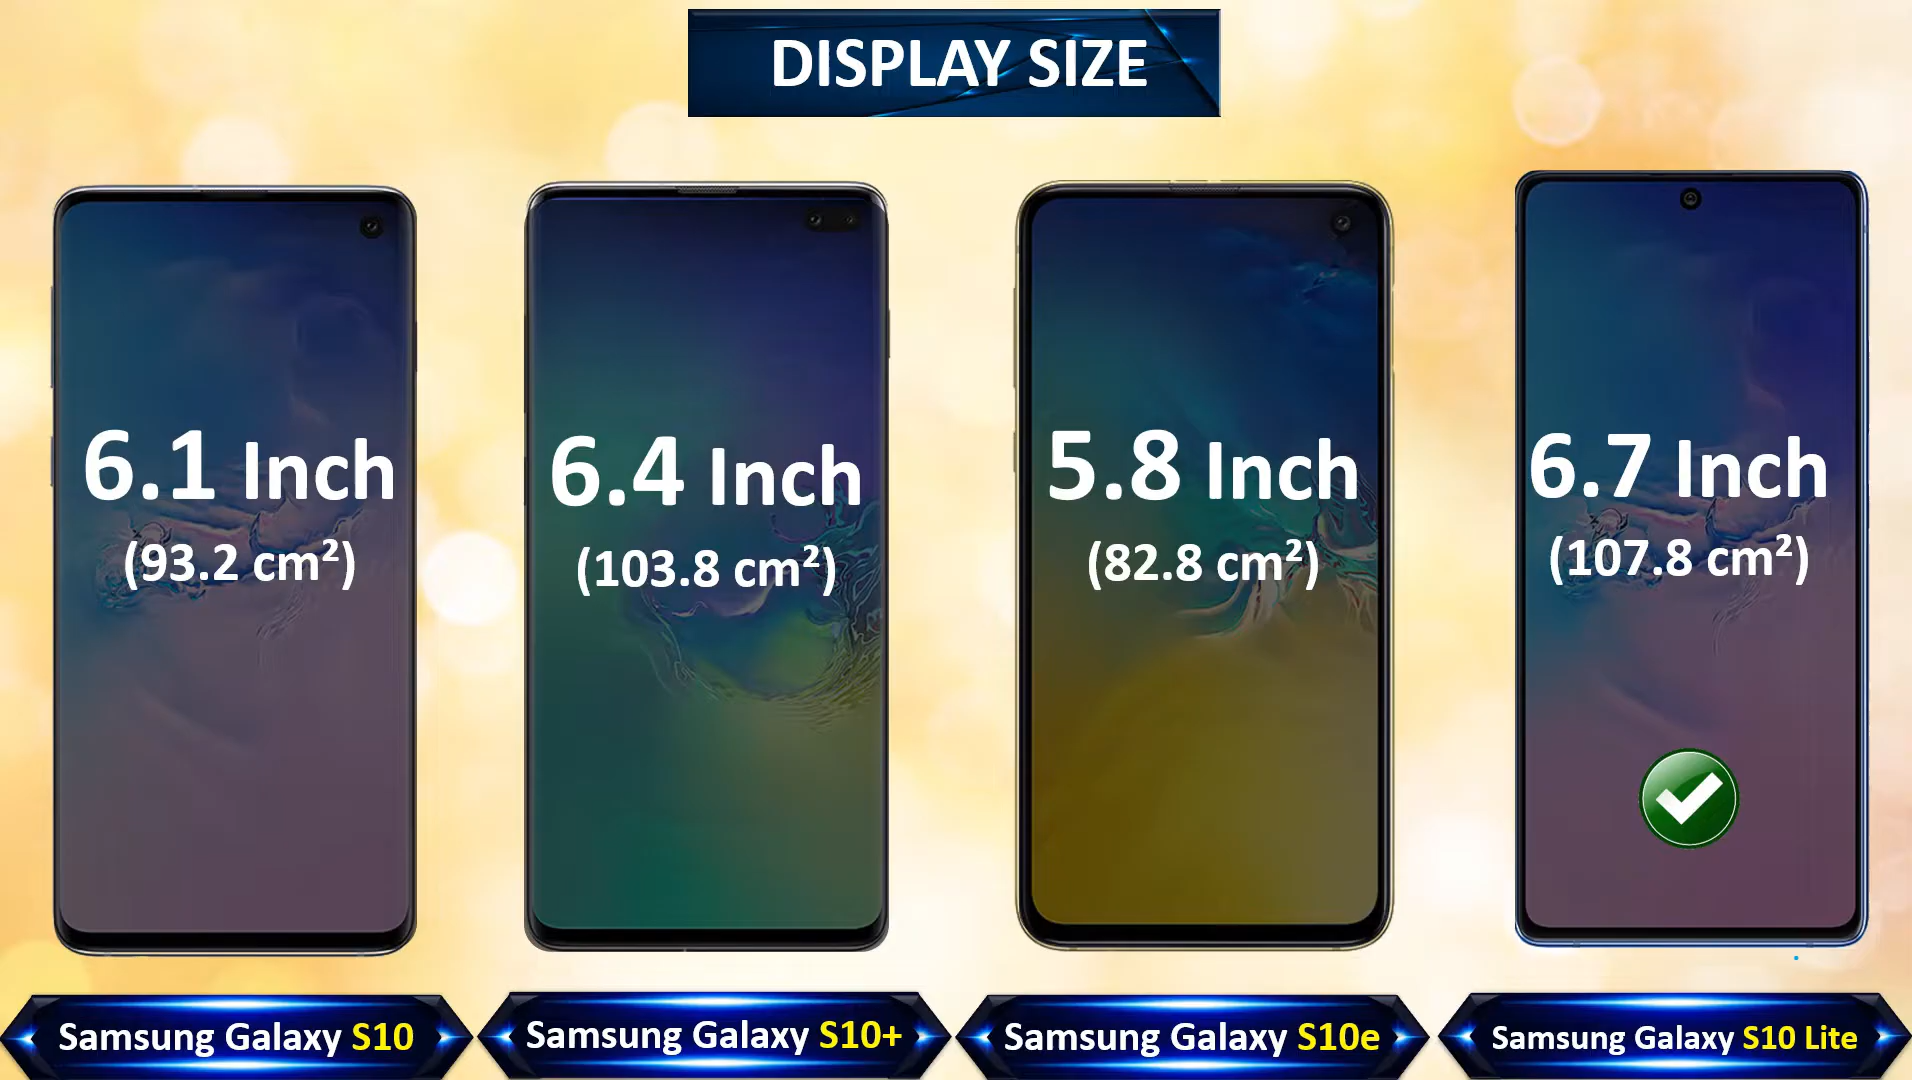 DISPLAY SIZE
6.1 Inch
(93.2 cm²)
6.4 Inch
(103.8 cm²)
5.8 Inch
(82.8 cm²)
6.7 Inch
(107.8 cm²)
Samsung Galaxy S10
Samsung Galaxy S10+
Samsung Galaxy S10e
Samsung Galaxy S10 Lite